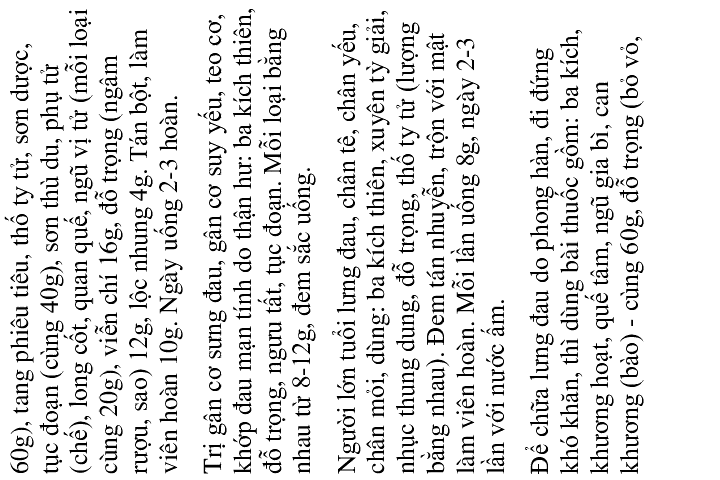 60g), tang phiêu tiêu, thố ty tử, sơn dược,
tục đoạn (cùng 40g), sơn thù du, phụ tử
(chế), long cốt, quan quế, ngũ vị tử (mỗi loại
cùng 20g), viễn chí 16g, đỗ trọng (ngâm
rượu, sao) 12g, lộc nhung 4g. Tán bột, làm
viên hoàn 10g. Ngày uống 2-3 hoàn.
Trị gân cơ sưng đau, gân cơ suy yếu, teo cơ,
khớp đau mạn tính do thận hư: ba kích thiên,
đỗ trọng, ngưu tất, tục đoạn. Mỗi loại bằng
nhau từ 8-12g, đem sác uống.
Người lớn tuổi lưng đau, chân tê, chân yếu,
chân mỏi, dùng: ba kích thiên, xuyên tỳ giải,
nhục thung dung, đỗ trọng, thố ty tử (lượng
bằng nhau). Đem tán nhuyễn, trộn với mật
làm viên hoàn. Mỗi lần uống 8g, ngày 2-3
lần với nước ấm.
Để chữa lưng đau do phong hàn, đi đứng
khó khăn, thì dùng bài thuốc gồm: ba kích,
khương hoạt, quế tâm, ngũ gia bì, can
khương (bào) - cùng 60g, đỗ trọng (bỏ vỏ,